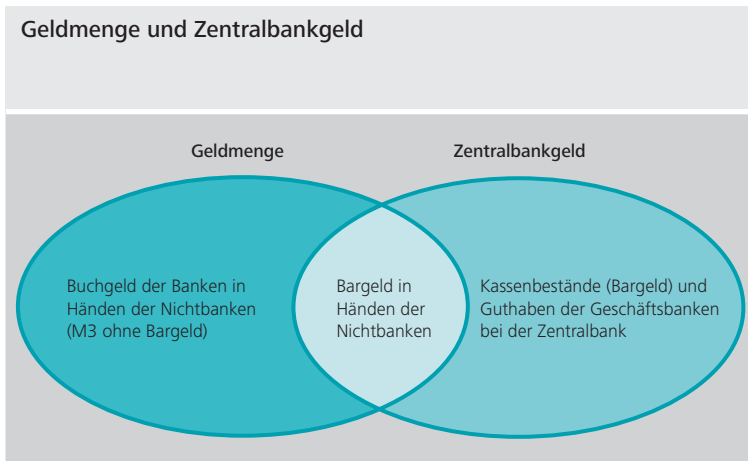 Geldmenge und Zentralbankgeld
Geldmenge
Zentralbankgeld
Buchgeld der Banken in
Händen der Nichtbanken
(M3 ohne Bargeld)
Bargeld in
Händen der
Nichtbanken
Kassenbestände (Bargeld) und
Guthaben der Geschäftsbanken
bei der Zentralbank